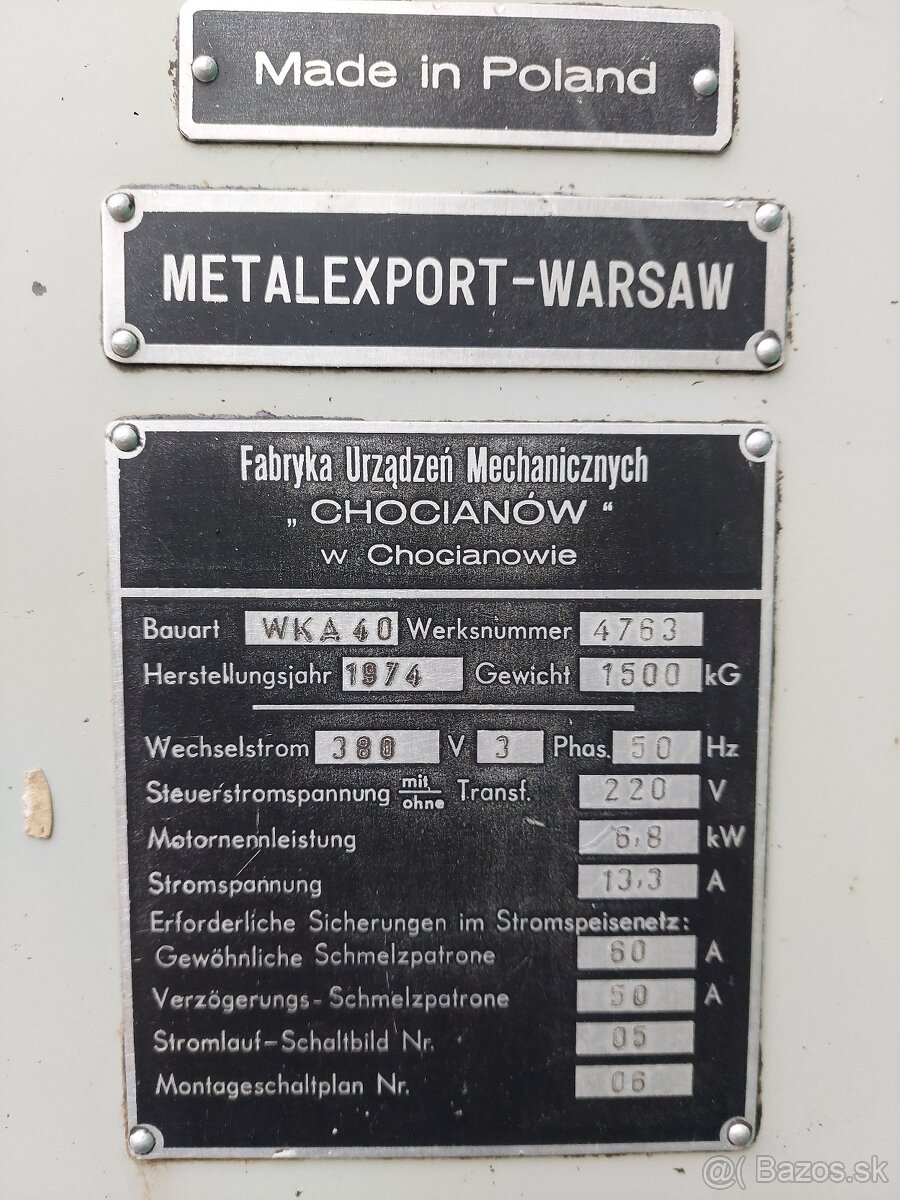 Made in Poland
METALEXPORT-WARSAW
Fabryka Urządzeń Mechanicznych
„ CHOCIANÓW “
w Chocianowie
Bauart WKA 40 Werksnummer 4763
Herstellungsjahr 1974 Gewicht 1500 kG
Wechselstrom 380 V 3 Phas. 50 Hz
Steuerstromspannung mit/ohne Transf. 220 V
Motornennleistung 6,8 kW
Stromspannung 13,3 A
Erforderliche Sicherungen im Stromspeisenetz:
Gewöhnliche Schmelzpatrone 60 A
Verzögerungs-Schmelzpatrone 50 A
Stromlauf-Schaltbild Nr. 05
Montageschaltplan Nr. 06
@( Bazos.sk